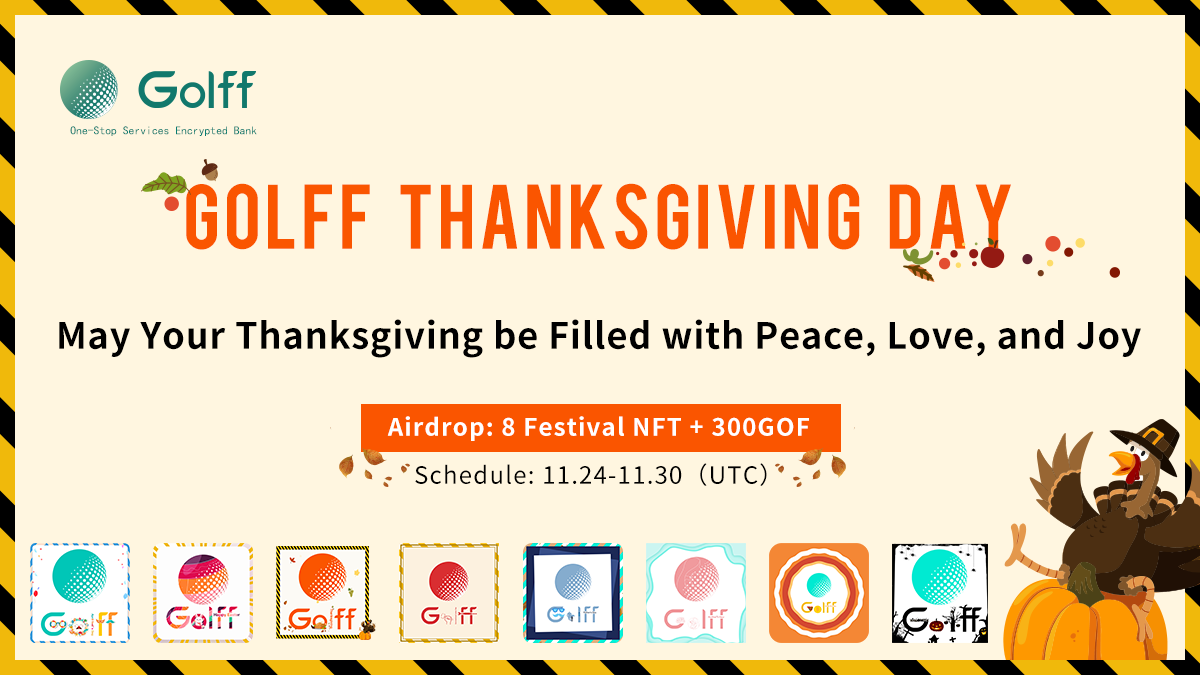 Golff
One-Stop Services Encrypted Bank
GOLFF THANKSGIVING DAY
May Your Thanksgiving be Filled with Peace, Love, and Joy
Airdrop: 8 Festival NFT + 300GOF
Schedule: 11.24-11.30（UTC）
Golff
Golff
Golff
Golff
Golff
Golff
Golff
Golff